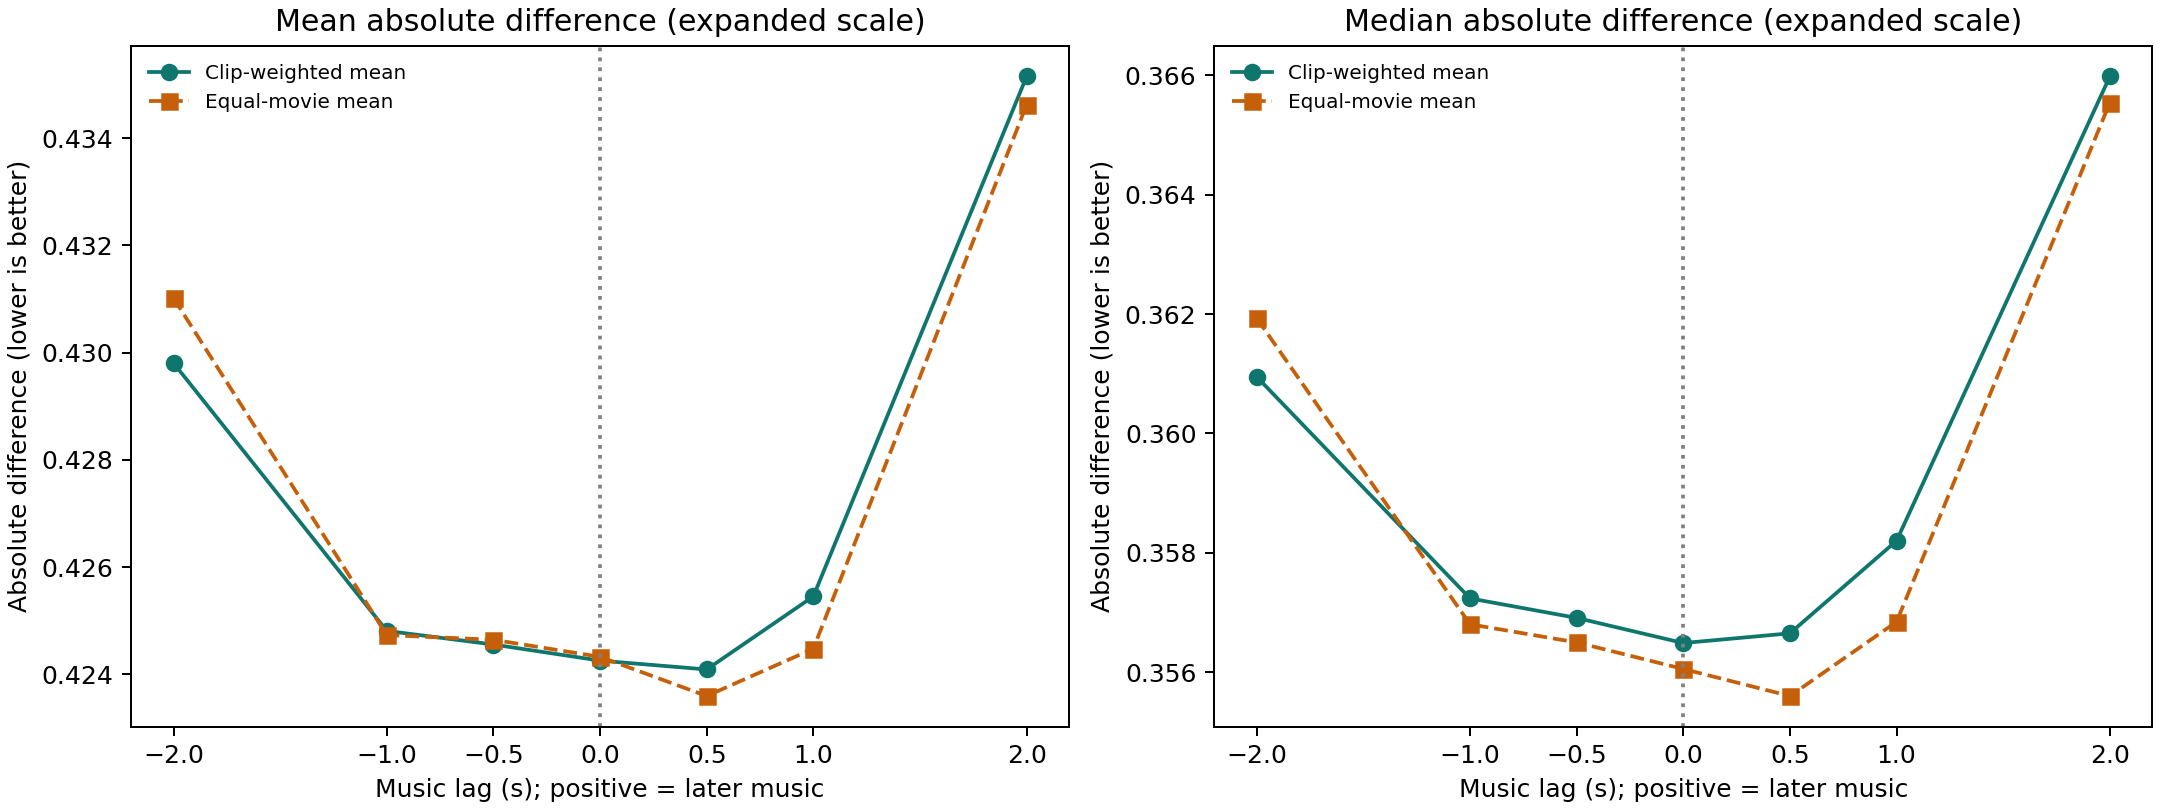 Mean absolute difference (expanded scale)
Clip-weighted mean
Equal-movie mean
Absolute difference (lower is better)
0.434
0.432
0.430
0.428
0.426
0.424
−2.0
−1.0
−0.5
0.0
0.5
1.0
2.0
Music lag (s); positive = later music
Median absolute difference (expanded scale)
Clip-weighted mean
Equal-movie mean
Absolute difference (lower is better)
0.366
0.364
0.362
0.360
0.358
0.356
−2.0
−1.0
−0.5
0.0
0.5
1.0
2.0
Music lag (s); positive = later music